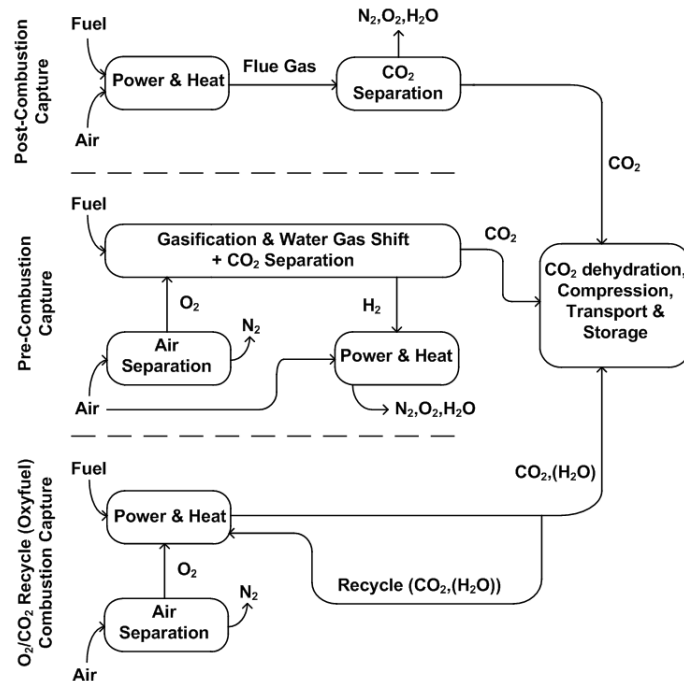 Post-Combustion
Capture
Fuel
Air
Power & Heat
Flue Gas
CO₂
Separation
N₂,O₂,H₂O
CO₂
Pre-Combustion
Capture
Fuel
Gasification & Water Gas Shift
+ CO₂ Separation
CO₂
O₂
N₂
H₂
Air
Separation
Power & Heat
Air
N₂,O₂,H₂O
CO₂ dehydration,
Compression,
Transport &
Storage
O₂/CO₂ Recycle (Oxyfuel)
Combustion Capture
Fuel
Power & Heat
CO₂,(H₂O)
O₂
Recycle (CO₂,(H₂O))
N₂
Air
Separation
Air